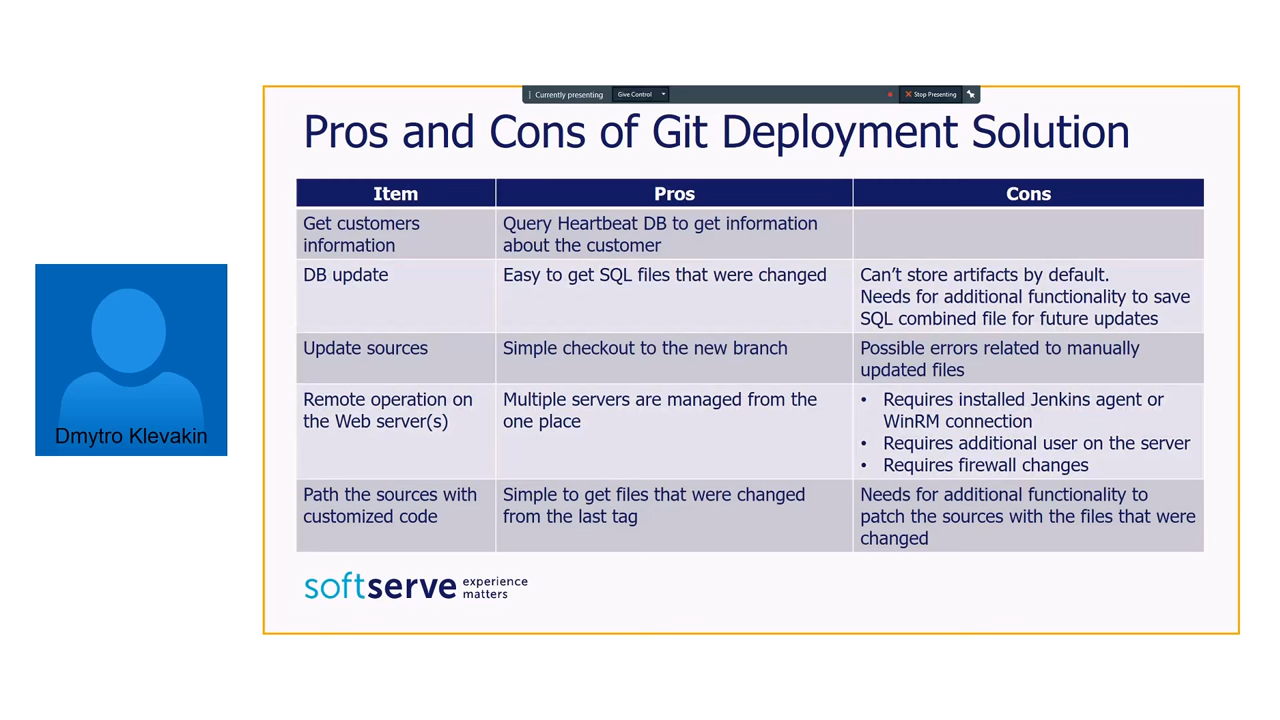 Currently presenting
Give Control
Stop Presenting
Pros and Cons of Git Deployment Solution
Item
Pros
Cons
Get customers
information
Query Heartbeat DB to get information
about the customer
DB update
Easy to get SQL files that were changed
Can't store artifacts by default.
Needs for additional functionality to save
SQL combined file for future updates
Update sources
Simple checkout to the new branch
Possible errors related to manually
updated files
Remote operation on
the Web server(s)
Multiple servers are managed from the
one place
• Requires installed Jenkins agent or
WinRM connection
• Requires additional user on the server
• Requires firewall changes
Path the sources with
customized code
Simple to get files that were changed
from the last tag
Needs for additional functionality to
patch the sources with the files that were
changed
softserve experience
matters
Dmytro Klevakin